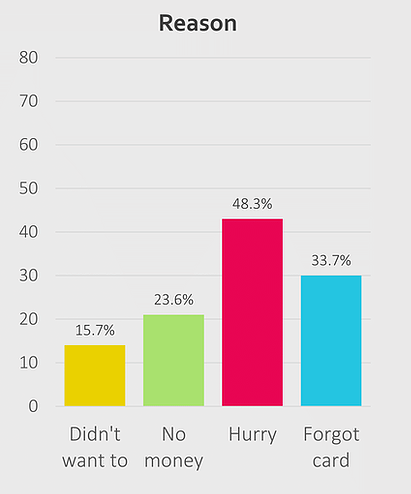 Reason
80
70
60
50
40
30
20
10
0
15.7%
23.6%
48.3%
33.7%
Didn't
want to
No
money
Hurry
Forgot
card